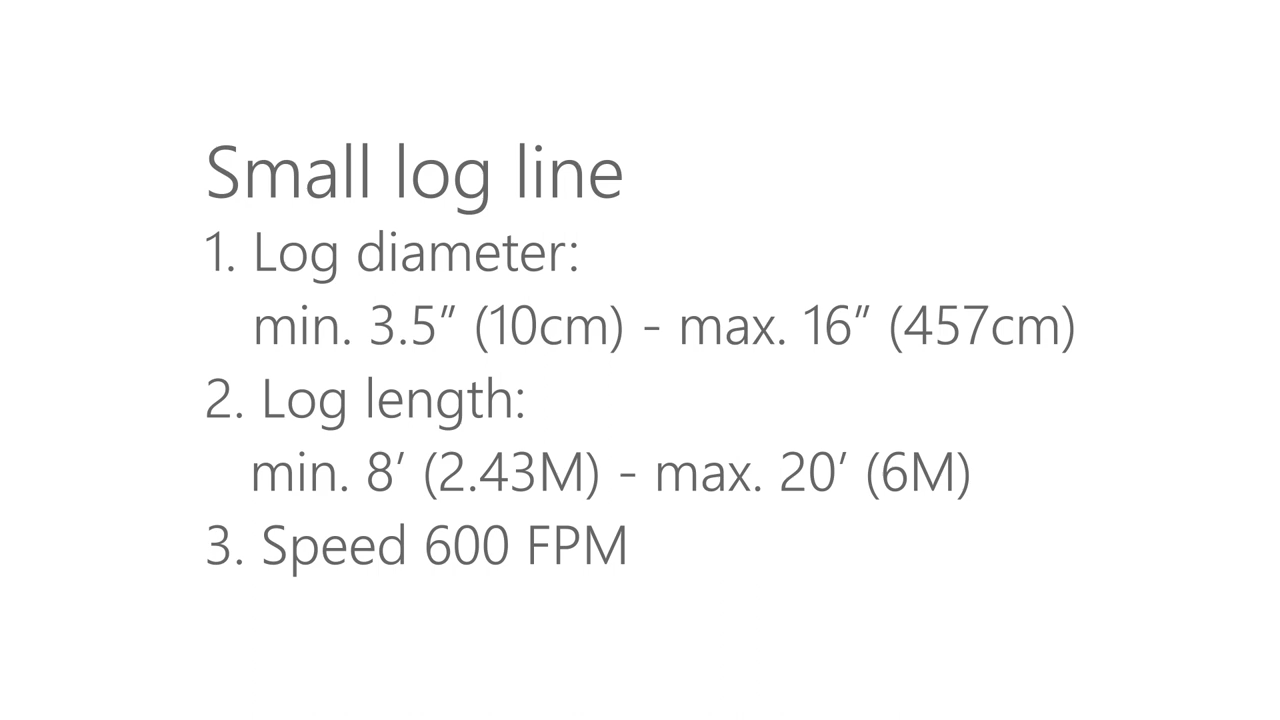 Small log line
1. Log diameter:
min. 3.5” (10cm) - max. 16” (457cm)
2. Log length:
min. 8’ (2.43M) - max. 20’ (6M)
3. Speed 600 FPM